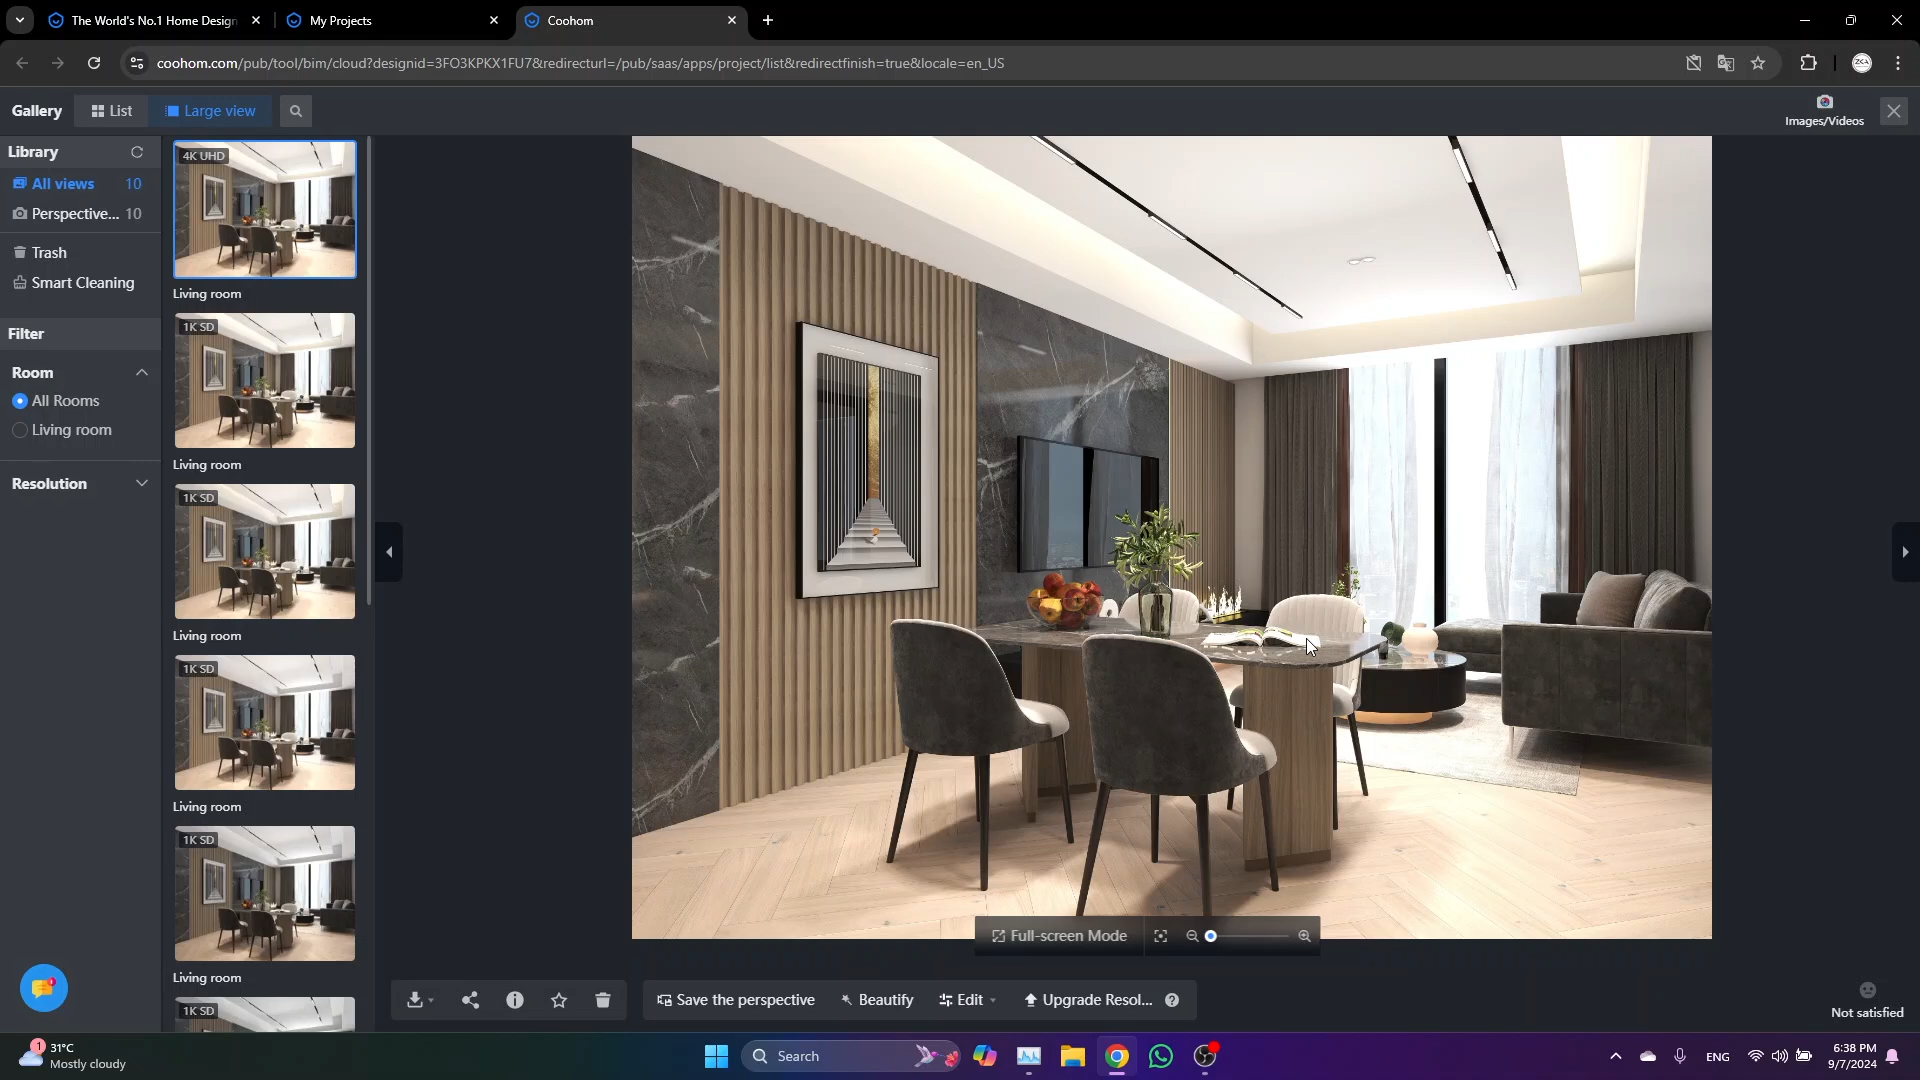 The World's No.1 Home Design
My Projects
Coohom
coohom.com/pub/tool/bim/cloud?designid=3FO3KPKX1FU7&redirecturl=/pub/saas/apps/project/list&redirectfinish=true&locale=en_US
ZKA
Gallery
List
Large view
Images/Videos
Library
All views 10
Perspective... 10
Trash
Smart Cleaning
Filter
Room
All Rooms
Living room
Resolution
4K UHD
Living room
1K SD
Living room
1K SD
Living room
1K SD
Living room
1K SD
Living room
1K SD
Full-screen Mode
Save the perspective
Beautify
Edit
Upgrade Resol...
?
Not satisfied
1
31°C
Mostly cloudy
Search
ENG
6:38 PM
9/7/2024